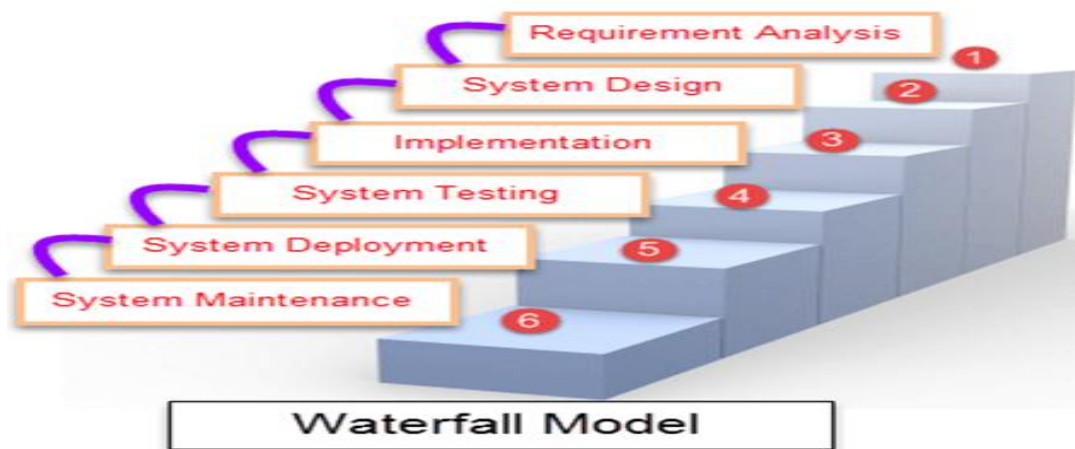 Requirement Analysis
1
System Design
2
Implementation
3
System Testing
4
System Deployment
5
System Maintenance
6
Waterfall Model